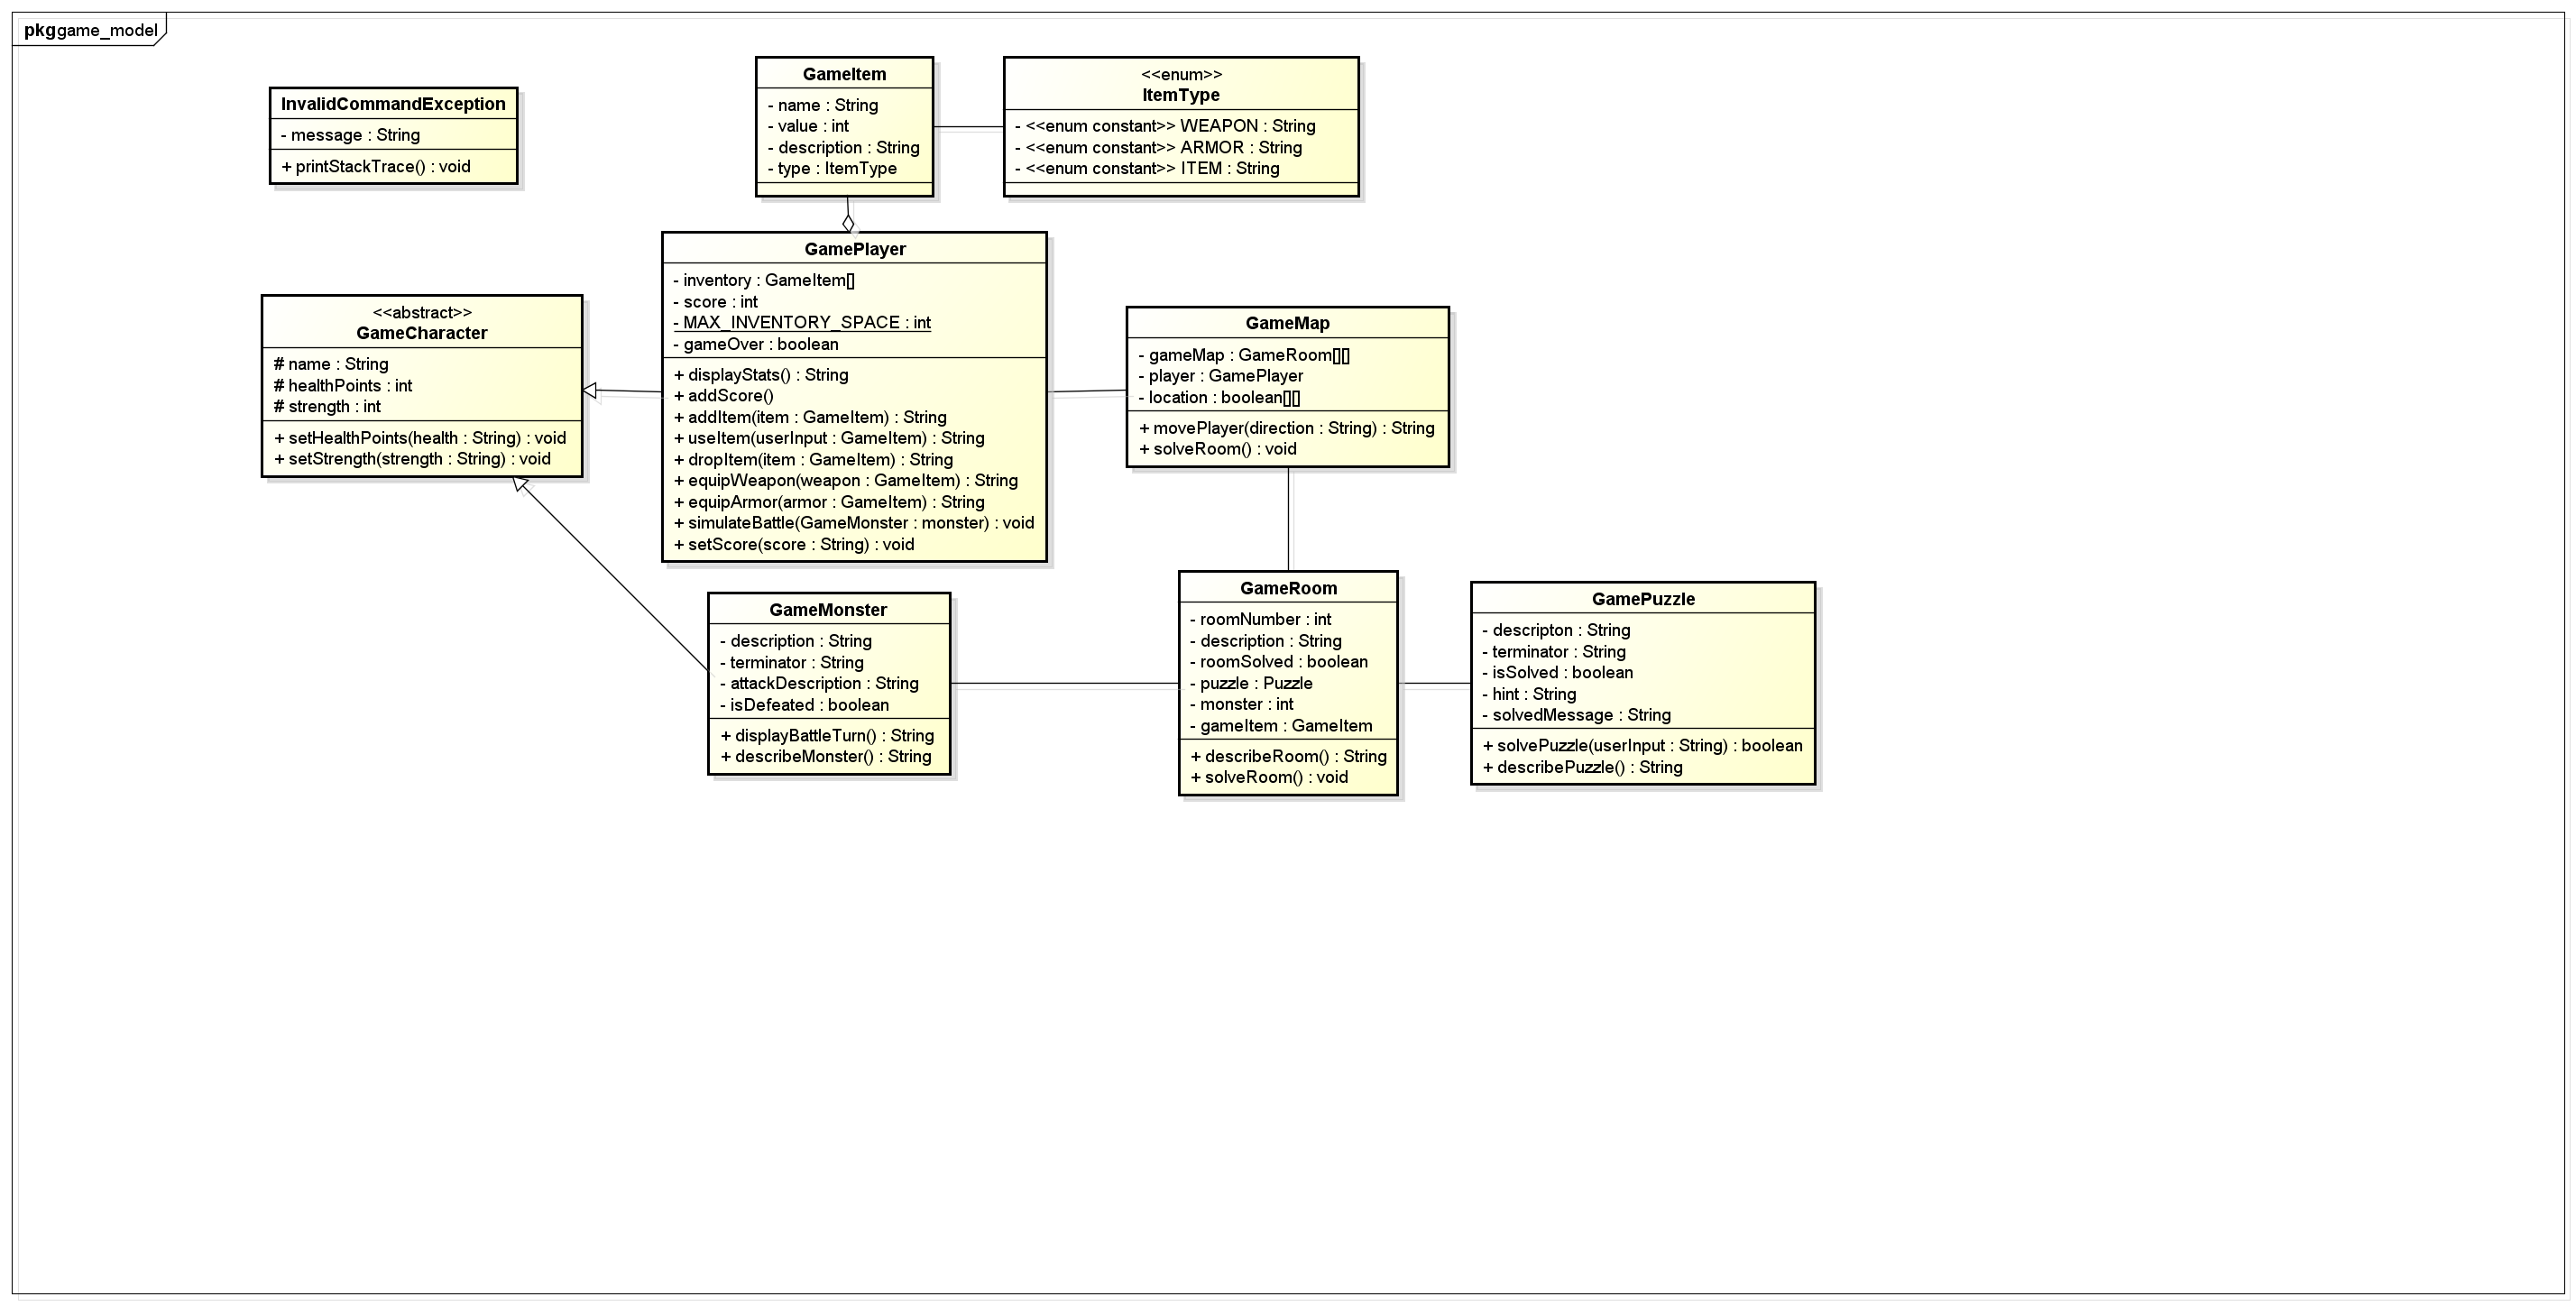 pkggame_model
InvalidCommandException
- message : String
+ printStackTrace() : void
GameItem
- name : String
- value : int
- description : String
- type : ItemType
<<enum>>
ItemType
- <<enum constant>> WEAPON : String
- <<enum constant>> ARMOR : String
- <<enum constant>> ITEM : String
<<abstract>>
GameCharacter
# name : String
# healthPoints : int
# strength : int
+ setHealthPoints(health : String) : void
+ setStrength(strength : String) : void
GamePlayer
- inventory : GameItem[]
- score : int
- MAX_INVENTORY_SPACE : int
- gameOver : boolean
+ displayStats() : String
+ addScore()
+ addItem(item : GameItem) : String
+ useItem(userInput : GameItem) : String
+ dropItem(item : GameItem) : String
+ equipWeapon(weapon : GameItem) : String
+ equipArmor(armor : GameItem) : String
+ simulateBattle(GameMonster : monster) : void
+ setScore(score : String) : void
GameMap
- gameMap : GameRoom[][]
- player : GamePlayer
- location : boolean[][]
+ movePlayer(direction : String) : String
+ solveRoom() : void
GameMonster
- description : String
- terminator : String
- attackDescription : String
- isDefeated : boolean
+ displayBattleTurn() : String
+ describeMonster() : String
GameRoom
- roomNumber : int
- description : String
- roomSolved : boolean
- puzzle : Puzzle
- monster : int
- gameItem : GameItem
+ describeRoom() : String
+ solveRoom() : void
GamePuzzle
- descripton : String
- terminator : String
- isSolved : boolean
- hint : String
- solvedMessage : String
+ solvePuzzle(userInput : String) : boolean
+ describePuzzle() : String